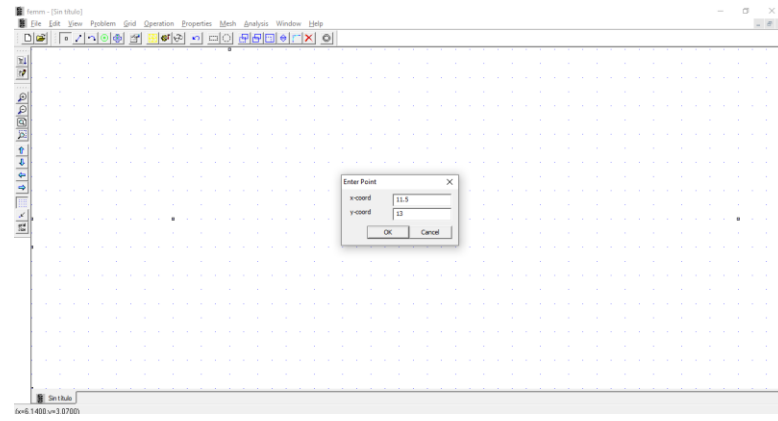 femm - [Sin título]
File Edit View Problem Grid Operation Properties Mesh Analysis Window Help
Enter Point
x-coord 11.5
y-coord 13
OK Cancel
Sin título
(x=6.1400,y=3.0700)